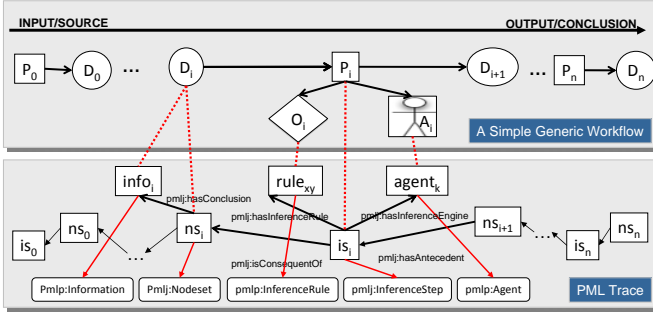 INPUT/SOURCE OUTPUT/CONCLUSION
P0 D0 ... Di Pi Di+1 ... Pn Dn
Oi Ai
A Simple Generic Workflow
infoi rulexy agentk
pmlj:hasConclusion pmlj:hasInferenceRule pmlj:hasInferenceEngine
is0 ns0 ... nsi isi nsi+1 ... isn nsn
pmlj:isConsequentOf pmlj:hasAntecedent
Pmlp:Information Pmlj:Nodeset pmlp:InferenceRule pmlj:InferenceStep pmlp:Agent
PML Trace